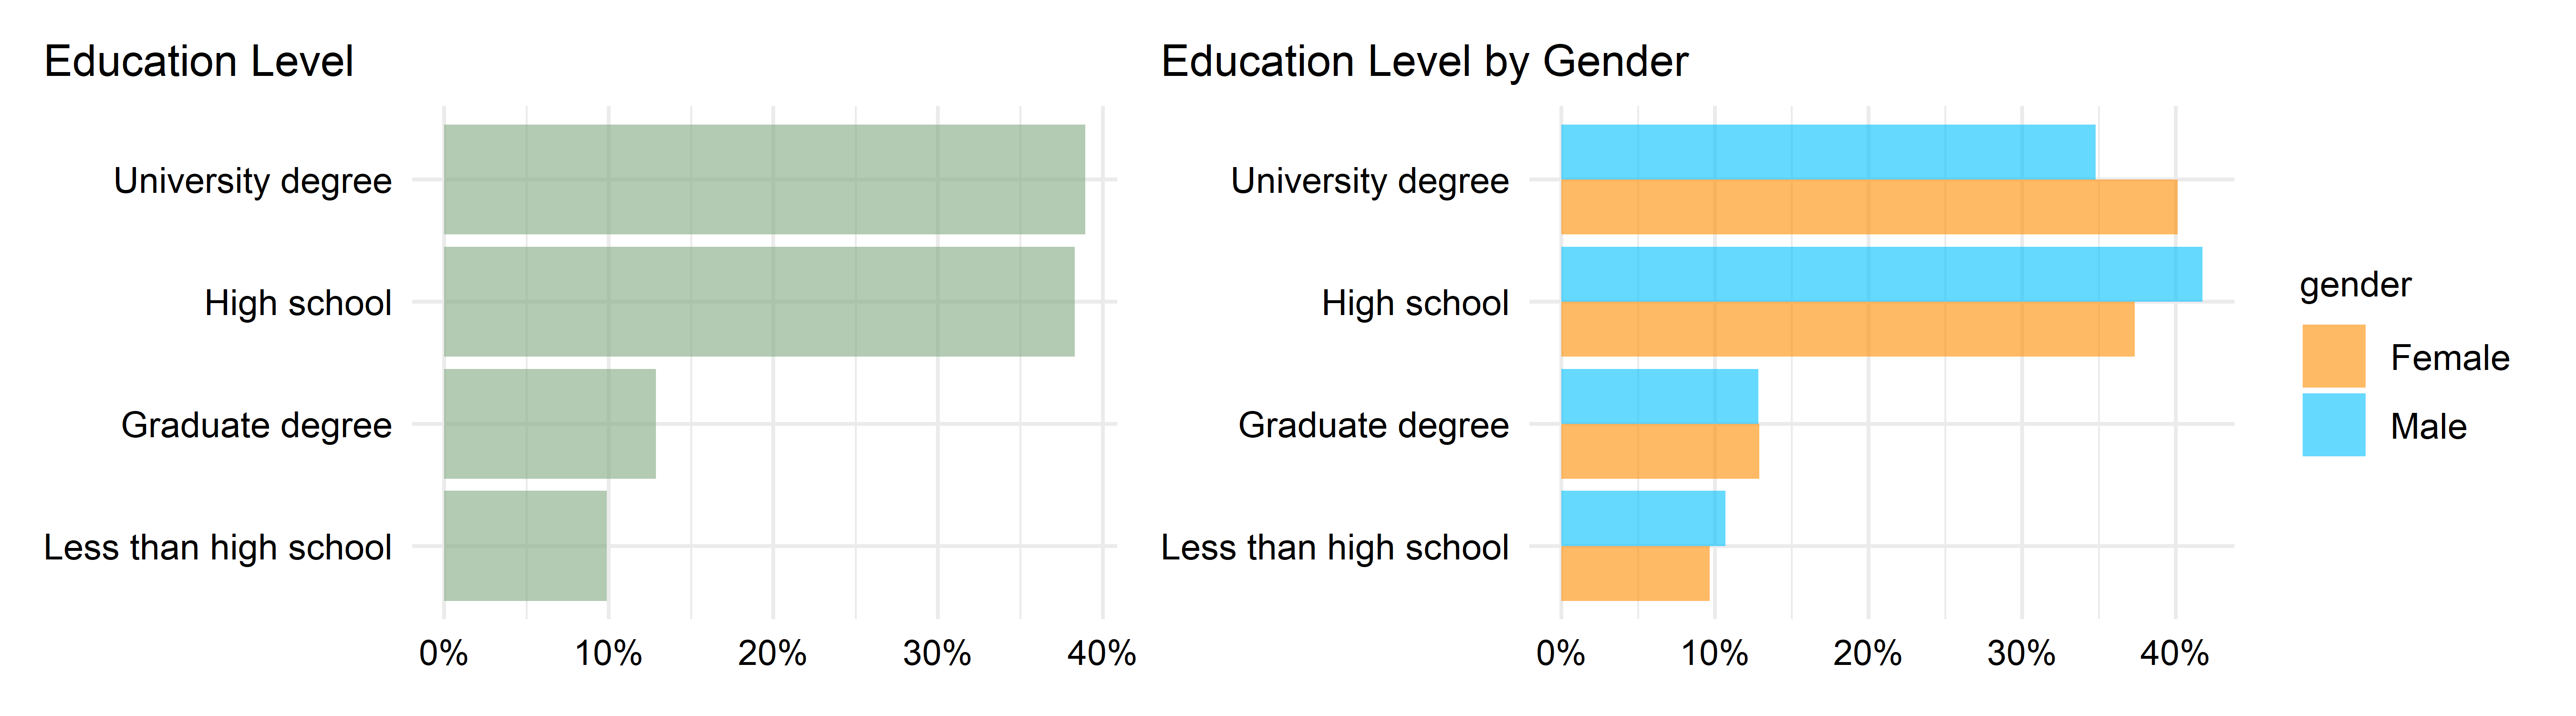 Education Level
University degree
High school
Graduate degree
Less than high school
0% 10% 20% 30% 40%
Education Level by Gender
University degree
High school
Graduate degree
Less than high school
0% 10% 20% 30% 40%
gender
Female
Male